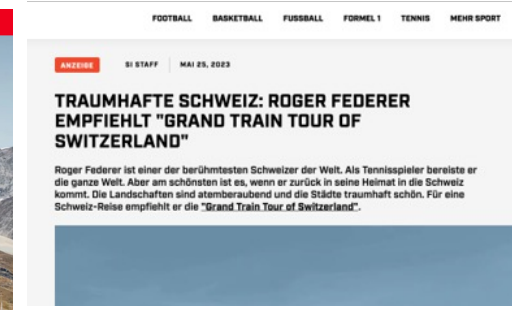 FOOTBALL BASKETBALL FUSSBALL FORMEL 1 TENNIS MEHR SPORT
ANZEIGE SI STAFF MAI 25, 2023
TRAUMHAFTE SCHWEIZ: ROGER FEDERER
EMPFIEHLT "GRAND TRAIN TOUR OF
SWITZERLAND"
Roger Federer ist einer der berühmtesten Schweizer der Welt. Als Tennisspieler bereiste er
die ganze Welt. Aber am schönsten ist es, wenn er zurück in seine Heimat in die Schweiz
kommt. Die Landschaften sind atemberaubend und die Städte traumhaft schön. Für eine
Schweiz-Reise empfiehlt er die "Grand Train Tour of Switzerland".